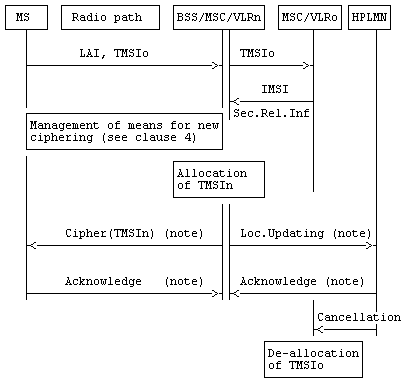 MS
Radio path
BSS/MSC/VLRn
MSC/VLRo
HPLMN
LAI, TMSIo
TMSIo
IMSI
Sec.Rel.Inf
Management of means for new
ciphering (see clause 4)
Allocation
of TMSIn
Cipher(TMSIn) (note)
Loc.Updating (note)
Acknowledge (note)
Acknowledge (note)
Cancellation
De-allocation
of TMSIo